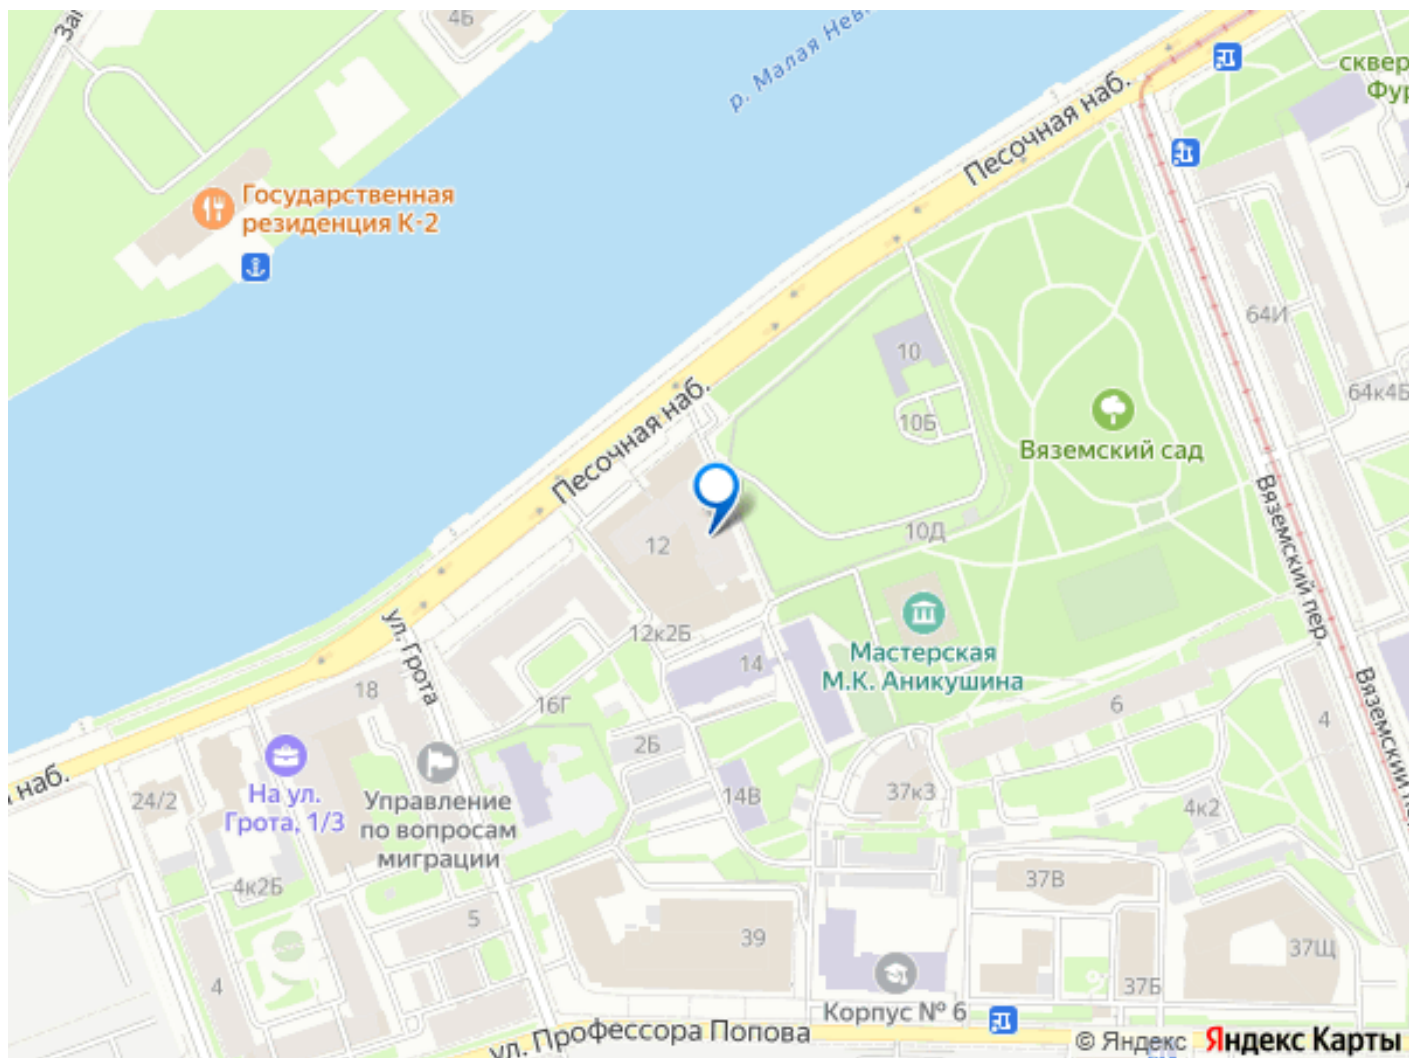 4Б
р. Малая Нев
Песочная наб.
сквер
Фур
Государственная
резиденция К-2
64И
10
64к4Б
10Б
Вяземский сад
Песочная наб.
Вяземский пер.
10Д
12
12к2Б
ул. Грота
Мастерская
М.К. Аникушина
14
18
16Г
6
4
Вяземский
2Б
наб.
24/2
На ул.
Грота, 1/3
Управление
по вопросам
миграции
14В
37к3
4к2
4к2Б
37В
5
39
37Щ
4
37Б
Корпус № 6
ул. Профессора Попова
© Яндекс Яндекс Карты